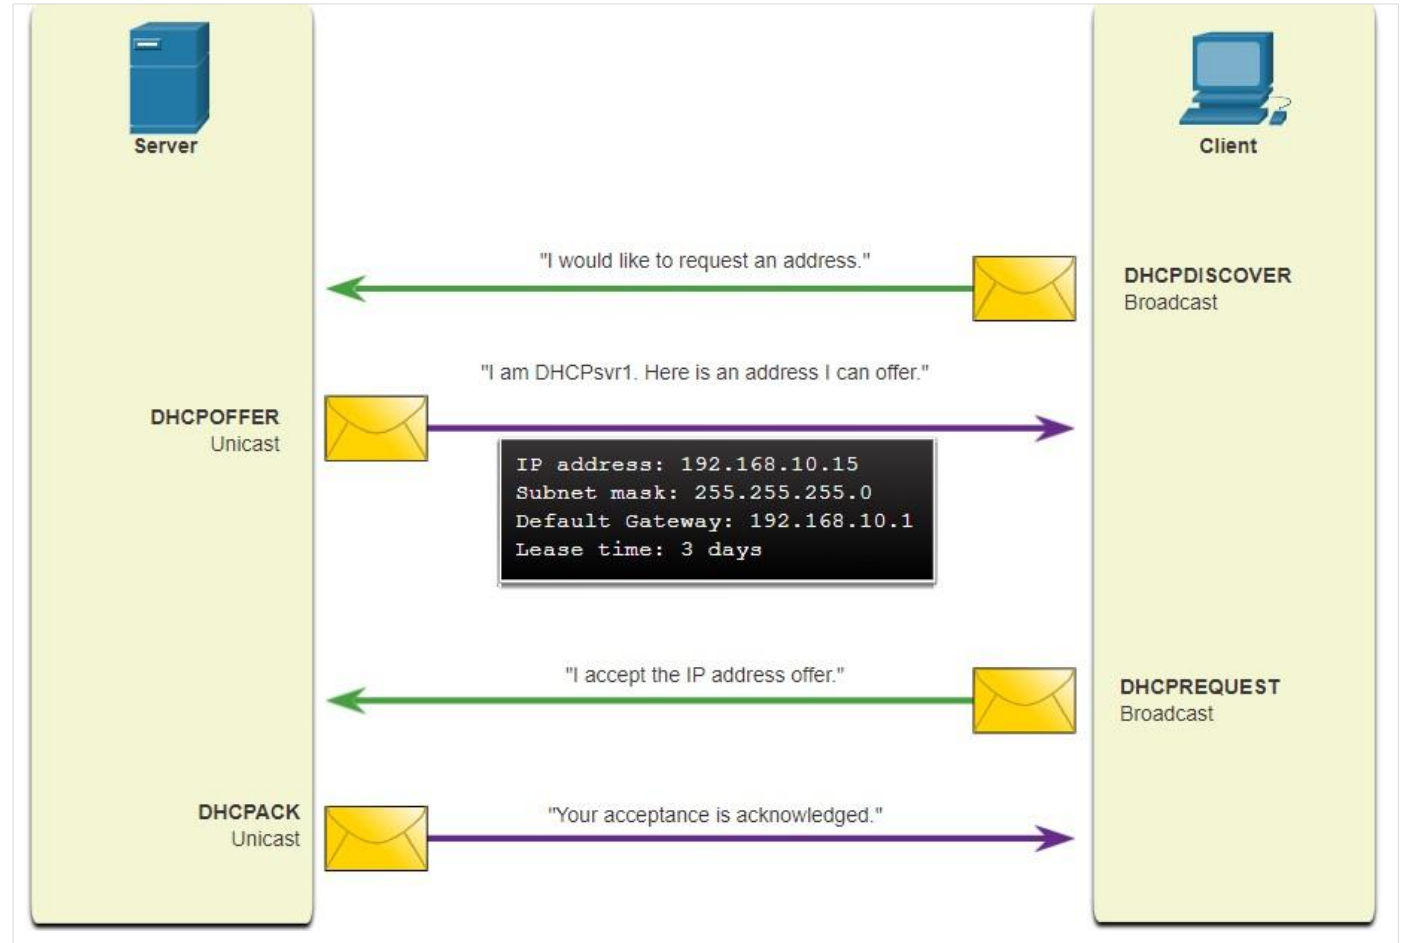 Server
Client
"I would like to request an address."
DHCPDISCOVER
Broadcast
"I am DHCPsvr1. Here is an address I can offer."
DHCPOFFER
Unicast
IP address: 192.168.10.15
Subnet mask: 255.255.255.0
Default Gateway: 192.168.10.1
Lease time: 3 days
"I accept the IP address offer."
DHCPREQUEST
Broadcast
DHCPACK
Unicast
"Your acceptance is acknowledged."